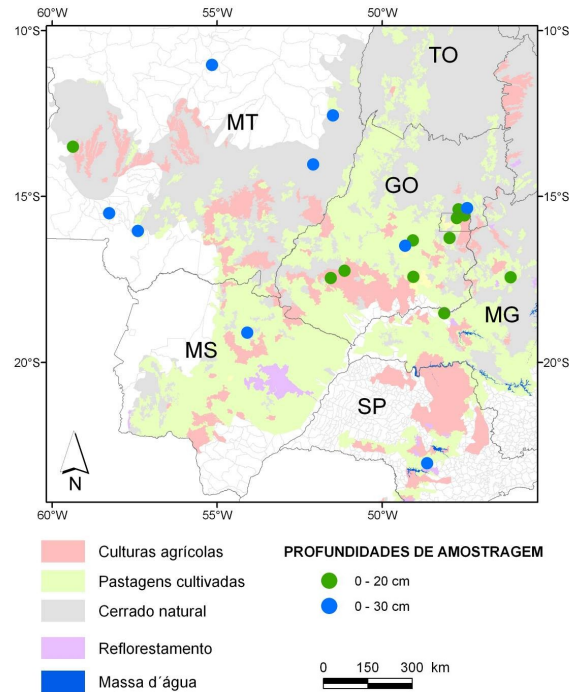 60°W 55°W 50°W
10°S 10°S
TO
MT
GO
15°S 15°S
MG
MS
20°S 20°S
SP
N
60°W 55°W 50°W
Culturas agrícolas
Pastagens cultivadas
Cerrado natural
Reflorestamento
Massa d´água
PROFUNDIDADES DE AMOSTRAGEM
0 - 20 cm
0 - 30 cm
0 150 300 km